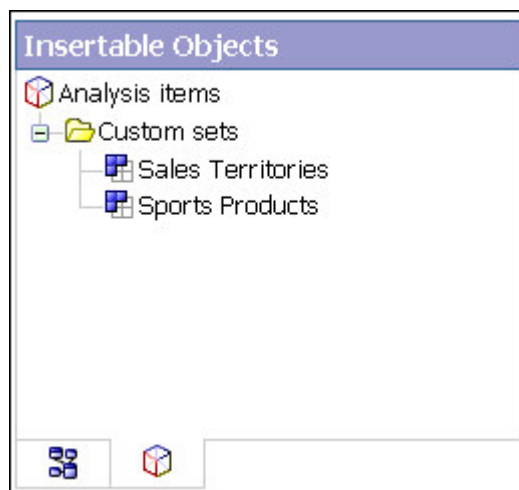 Insertable Objects
Analysis items
Custom sets
Sales Territories
Sports Products